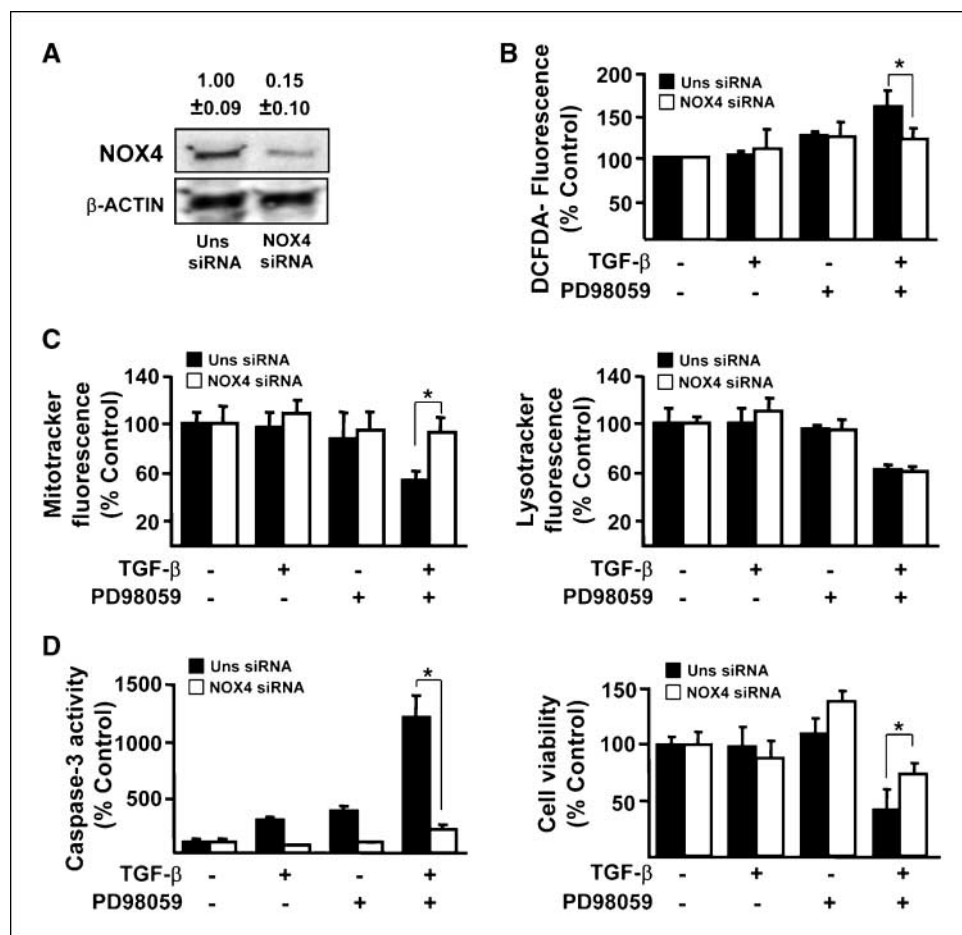 A
1.00 0.15
±0.09 ±0.10
NOX4
β-ACTIN
Uns NOX4
siRNA siRNA
B
Uns siRNA
NOX4 siRNA
*
DCFDA- Fluorescence
(% Control)
200
150
100
50
TGF-β - + - +
PD98059 - - + +
C
Uns siRNA
NOX4 siRNA
*
Mitotracker
fluorescence
(% Control)
140
100
60
20
TGF-β - + - +
PD98059 - - + +
Uns siRNA
NOX4 siRNA
Lysotracker
fluorescence
(% Control)
140
100
60
20
TGF-β - + - +
PD98059 - - + +
D
Uns siRNA
NOX4 siRNA
*
Caspase-3 activity
(% Control)
1500
1000
500
TGF-β - + - +
PD98059 - - + +
Uns siRNA
NOX4 siRNA
*
Cell viability
(% Control)
150
100
50
TGF-β - + - +
PD98059 - - + +